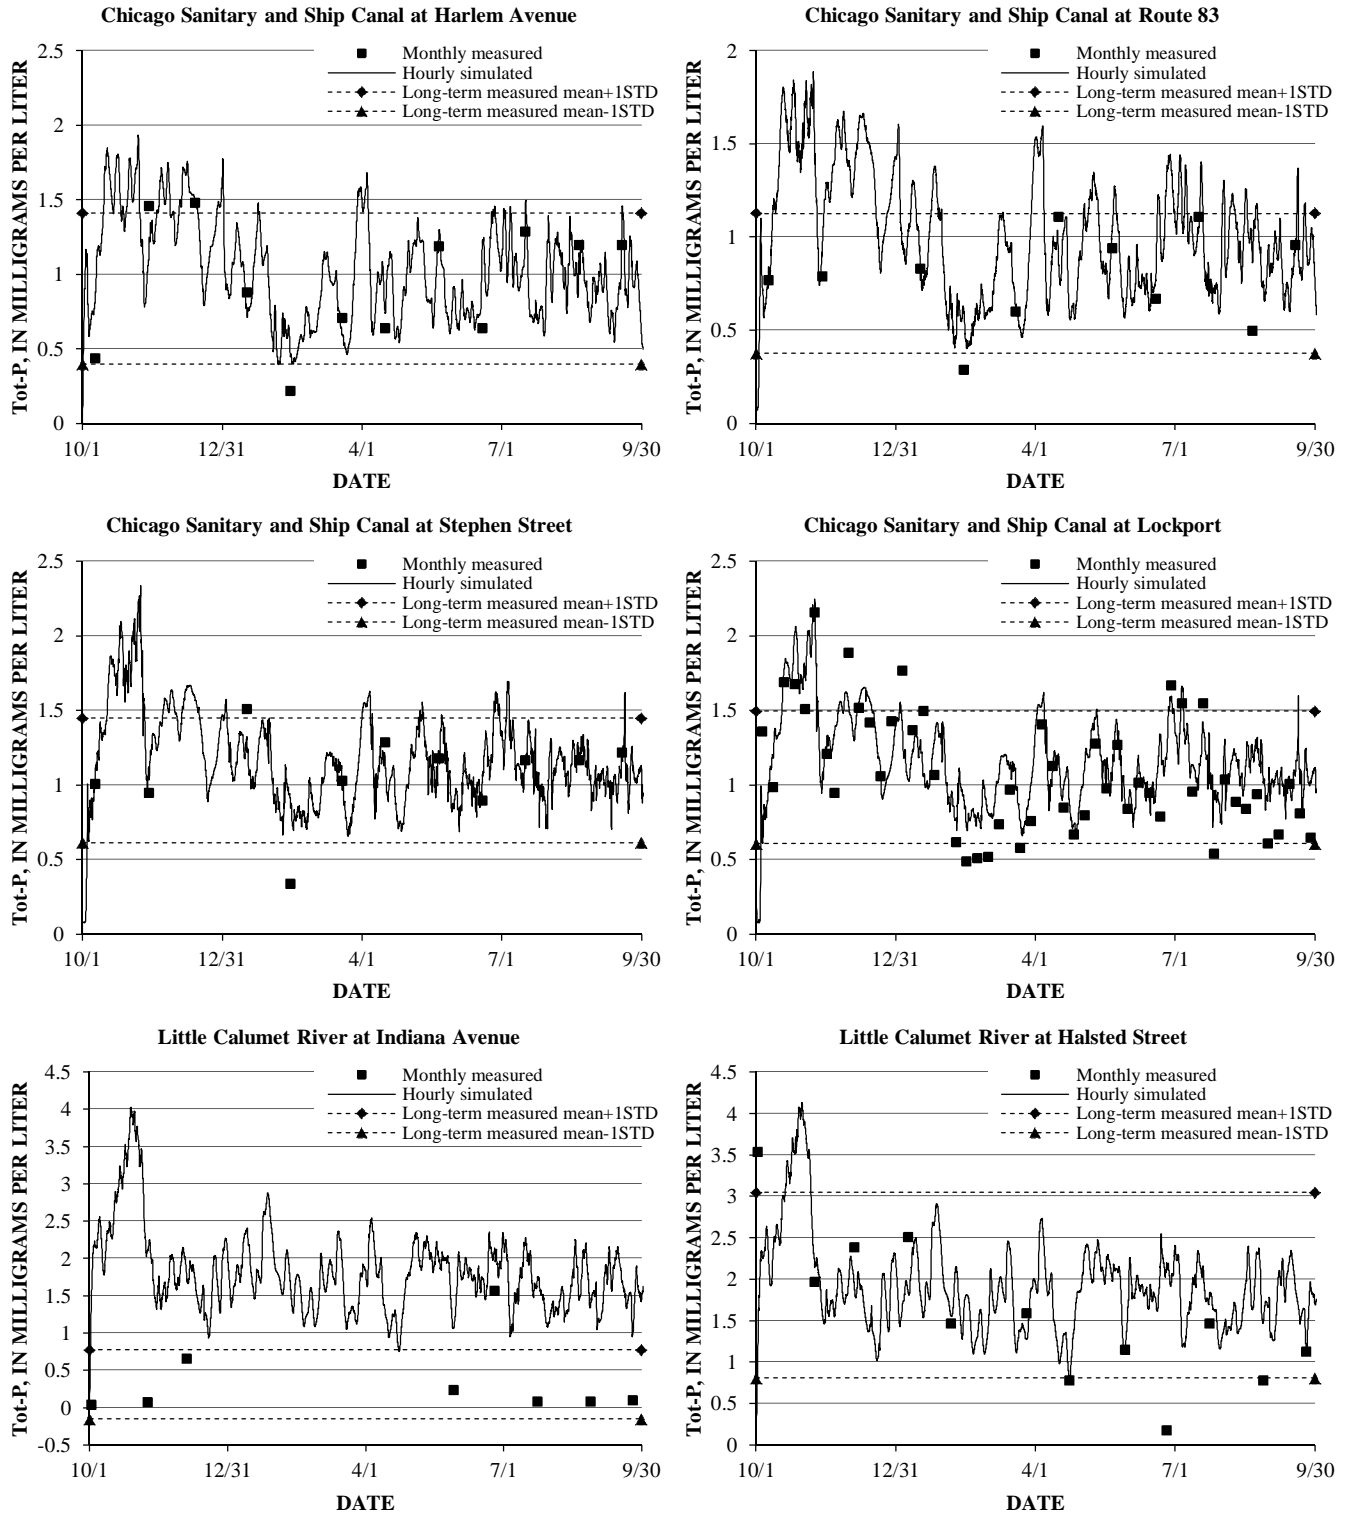 Chicago Sanitary and Ship Canal at Harlem Avenue
Tot-P, IN MILLIGRAMS PER LITER
2.5
2
1.5
1
0.5
0
Monthly measured
Hourly simulated
Long-term measured mean+1STD
Long-term measured mean-1STD
10/1 12/31 4/1 7/1 9/30
DATE
Chicago Sanitary and Ship Canal at Route 83
Tot-P, IN MILLIGRAMS PER LITER
2
1.5
1
0.5
0
Monthly measured
Hourly simulated
Long-term measured mean+1STD
Long-term measured mean-1STD
10/1 12/31 4/1 7/1 9/30
DATE
Chicago Sanitary and Ship Canal at Stephen Street
Tot-P, IN MILLIGRAMS PER LITER
2.5
2
1.5
1
0.5
0
Monthly measured
Hourly simulated
Long-term measured mean+1STD
Long-term measured mean-1STD
10/1 12/31 4/1 7/1 9/30
DATE
Chicago Sanitary and Ship Canal at Lockport
Tot-P, IN MILLIGRAMS PER LITER
2.5
2
1.5
1
0.5
0
Monthly measured
Hourly simulated
Long-term measured mean+1STD
Long-term measured mean-1STD
10/1 12/31 4/1 7/1 9/30
DATE
Little Calumet River at Indiana Avenue
Tot-P, IN MILLIGRAMS PER LITER
4.5
4
3.5
3
2.5
2
1.5
1
0.5
0
-0.5
Monthly measured
Hourly simulated
Long-term measured mean+1STD
Long-term measured mean-1STD
10/1 12/31 4/1 7/1 9/30
DATE
Little Calumet River at Halsted Street
Tot-P, IN MILLIGRAMS PER LITER
4.5
4
3.5
3
2.5
2
1.5
1
0.5
0
Monthly measured
Hourly simulated
Long-term measured mean+1STD
Long-term measured mean-1STD
10/1 12/31 4/1 7/1 9/30
DATE